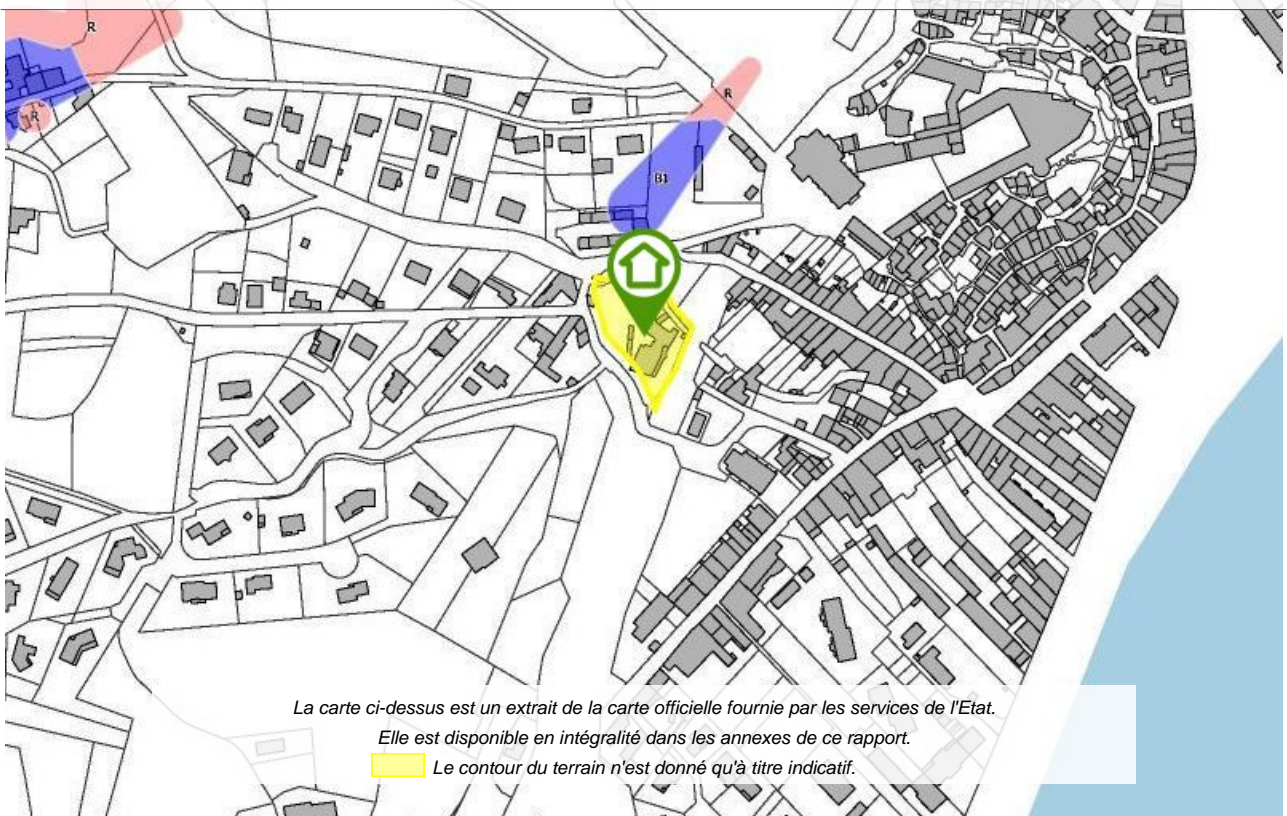 R
R
R
B1
La carte ci-dessus est un extrait de la carte officielle fournie par les services de l'Etat.
Elle est disponible en intégralité dans les annexes de ce rapport.
Le contour du terrain n'est donné qu'à titre indicatif.